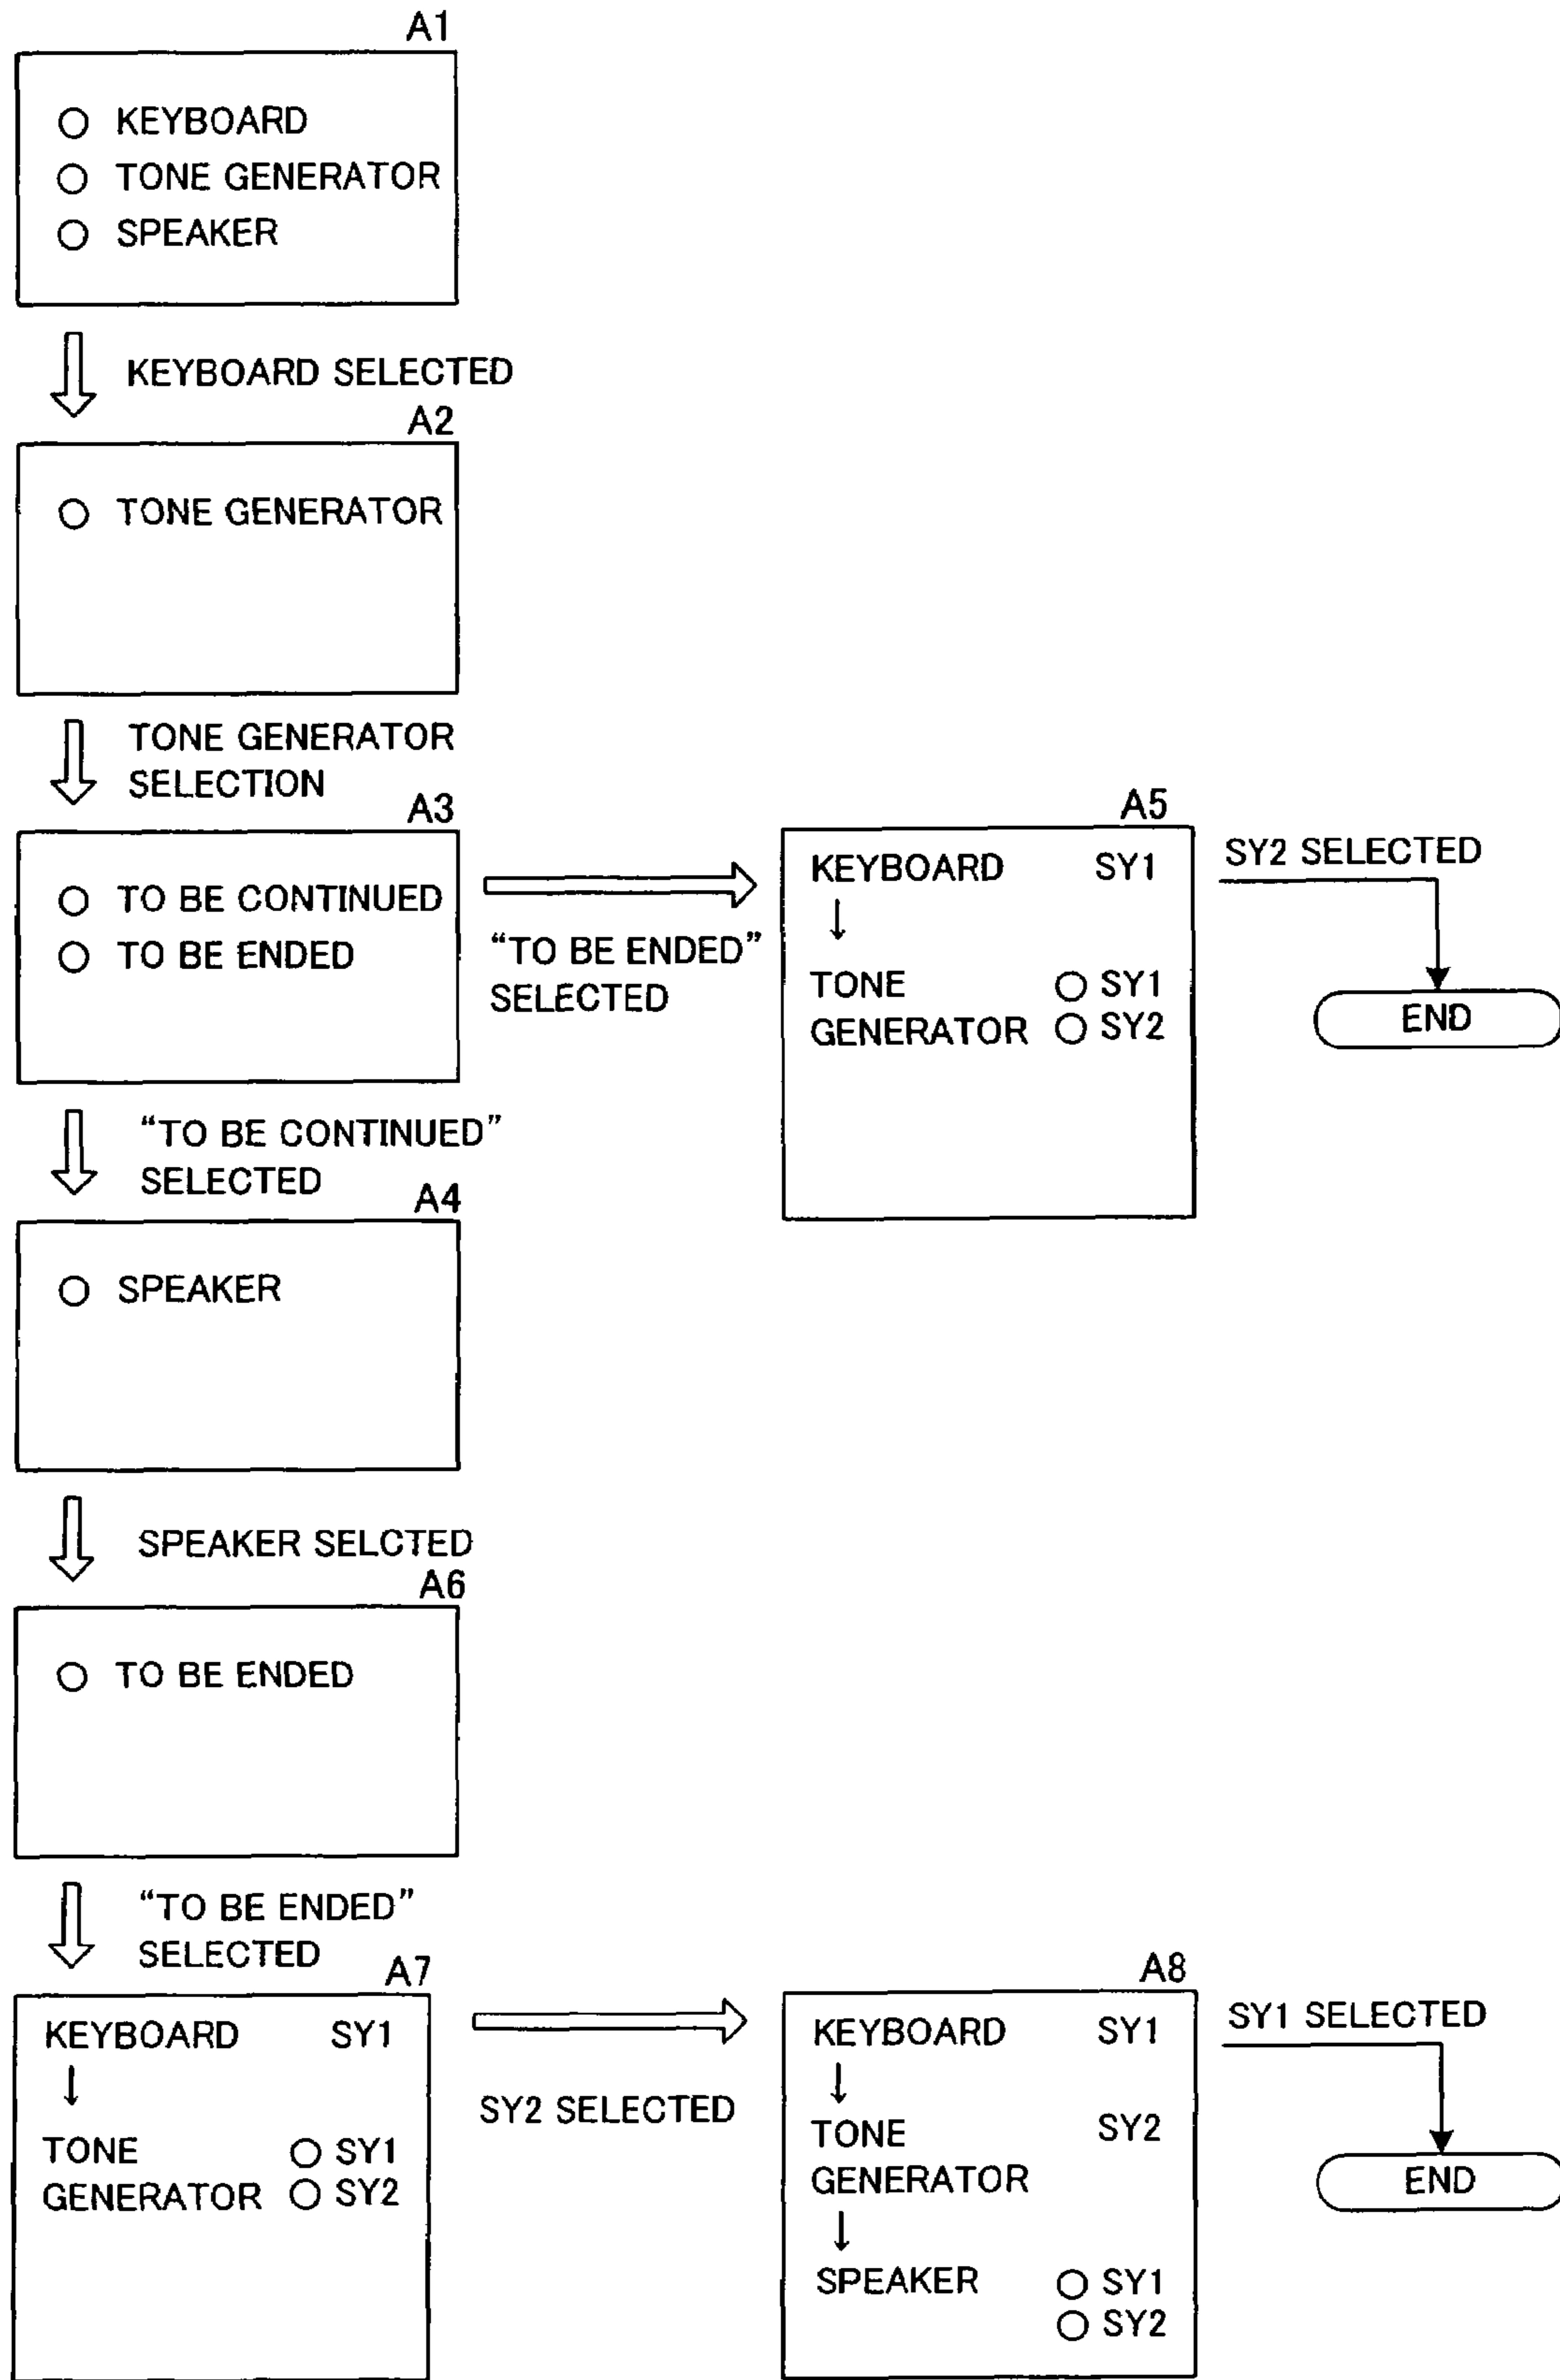 A1
○ KEYBOARD
○ TONE GENERATOR
○ SPEAKER
KEYBOARD SELECTED
A2
○ TONE GENERATOR
TONE GENERATOR
SELECTION
A3
○ TO BE CONTINUED
○ TO BE ENDED
"TO BE ENDED"
SELECTED
A5
KEYBOARD SY1
↓
TONE ○ SY1
GENERATOR ○ SY2
SY2 SELECTED
END
"TO BE CONTINUED"
SELECTED
A4
○ SPEAKER
SPEAKER SELCTED
A6
○ TO BE ENDED
"TO BE ENDED"
SELECTED
A7
KEYBOARD SY1
↓
TONE ○ SY1
GENERATOR ○ SY2
SY2 SELECTED
A8
KEYBOARD SY1
↓
TONE SY2
GENERATOR
↓
SPEAKER ○ SY1
○ SY2
SY1 SELECTED
END